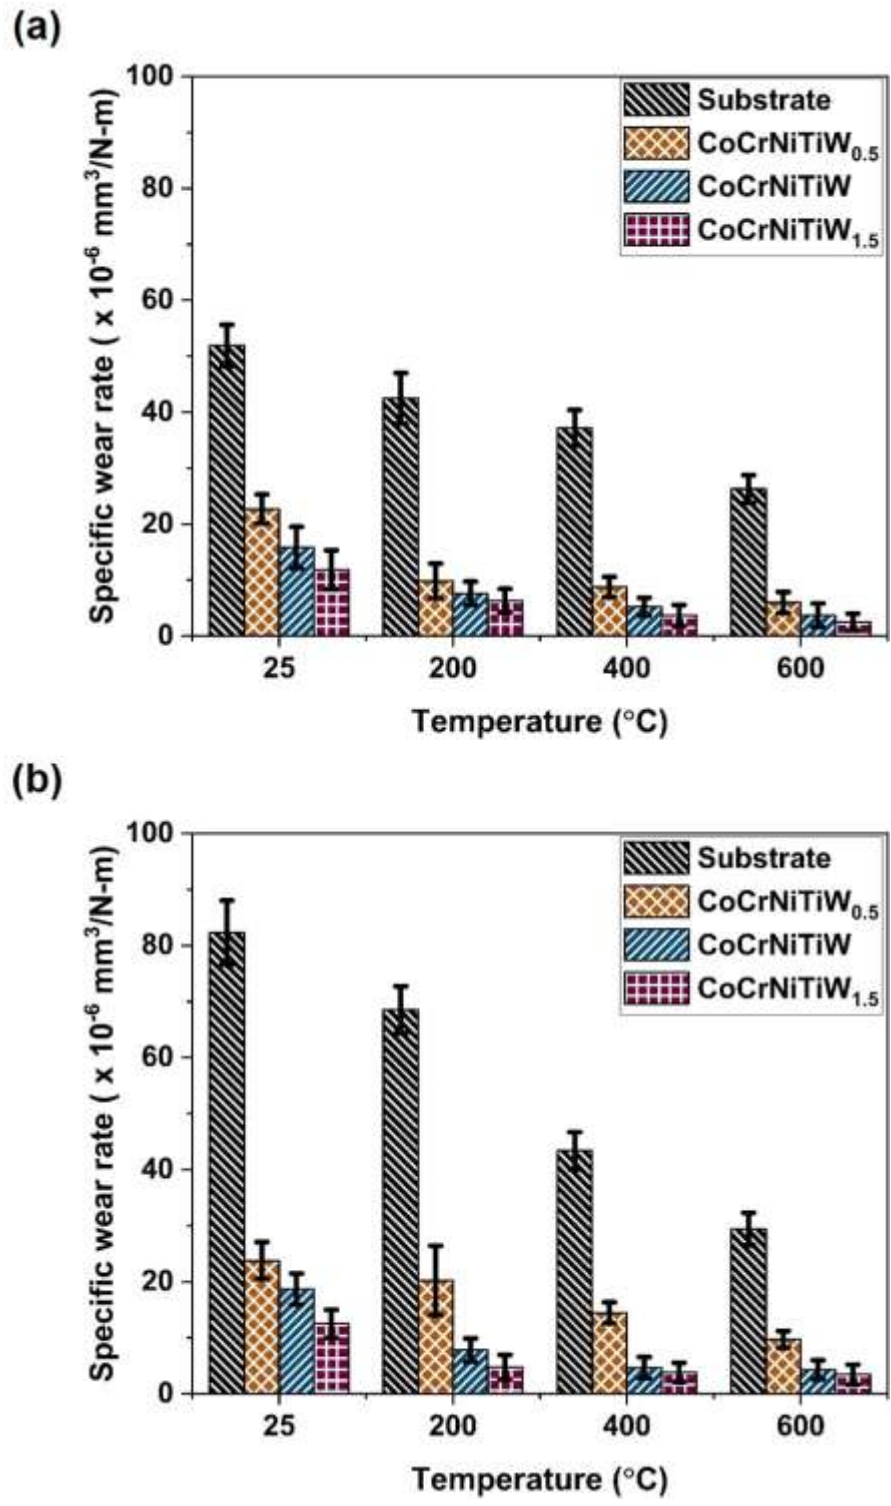 (a)
100
80
60
40
20
0
Specific wear rate ( x 10⁻⁶ mm³/N-m)
Substrate
CoCrNiTiW₀.₅
CoCrNiTiW
CoCrNiTiW₁.₅
25 200 400 600
Temperature (°C)
(b)
100
80
60
40
20
0
Specific wear rate ( x 10⁻⁶ mm³/N-m)
Substrate
CoCrNiTiW₀.₅
CoCrNiTiW
CoCrNiTiW₁.₅
25 200 400 600
Temperature (°C)